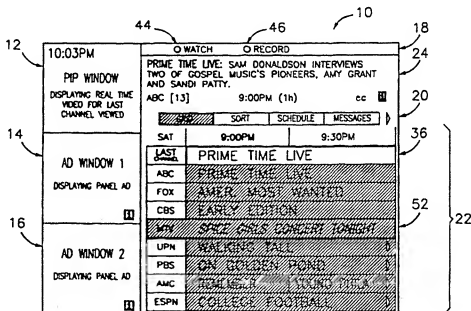 44
46
10
12
18
10:03PM
WATCH
RECORD
24
PIP WINDOW
DISPLAYING REAL TIME
VIDEO FOR LAST
CHANNEL VIEWED
PRIME TIME LIVE: SAM DONALDSON INTERVIEWS
TWO OF GOSPEL MUSIC'S PIONEERS, AMY GRANT
AND SANDI PATTY.
ABC [13] 9:00PM (1h) cc
20
SORT SCHEDULE MESSAGES
14
SAT 9:00PM 9:30PM
36
AD WINDOW 1
DISPLAYING PANEL AD
LAST
CHANNEL
PRIME TIME LIVE
ABC PRIME TIME LIVE
FOX AMER. MOST WANTED
CBS EARLY EDITION
22
16
52
MTV SPICE GIRLS CONCERT TONIGHT
AD WINDOW 2
DISPLAYING PANEL AD
UPN WALKING TALL
PBS ON GOLDEN POND
AMC REMEMBER YOUNG
ESPN COLLEGE FOOTBALL